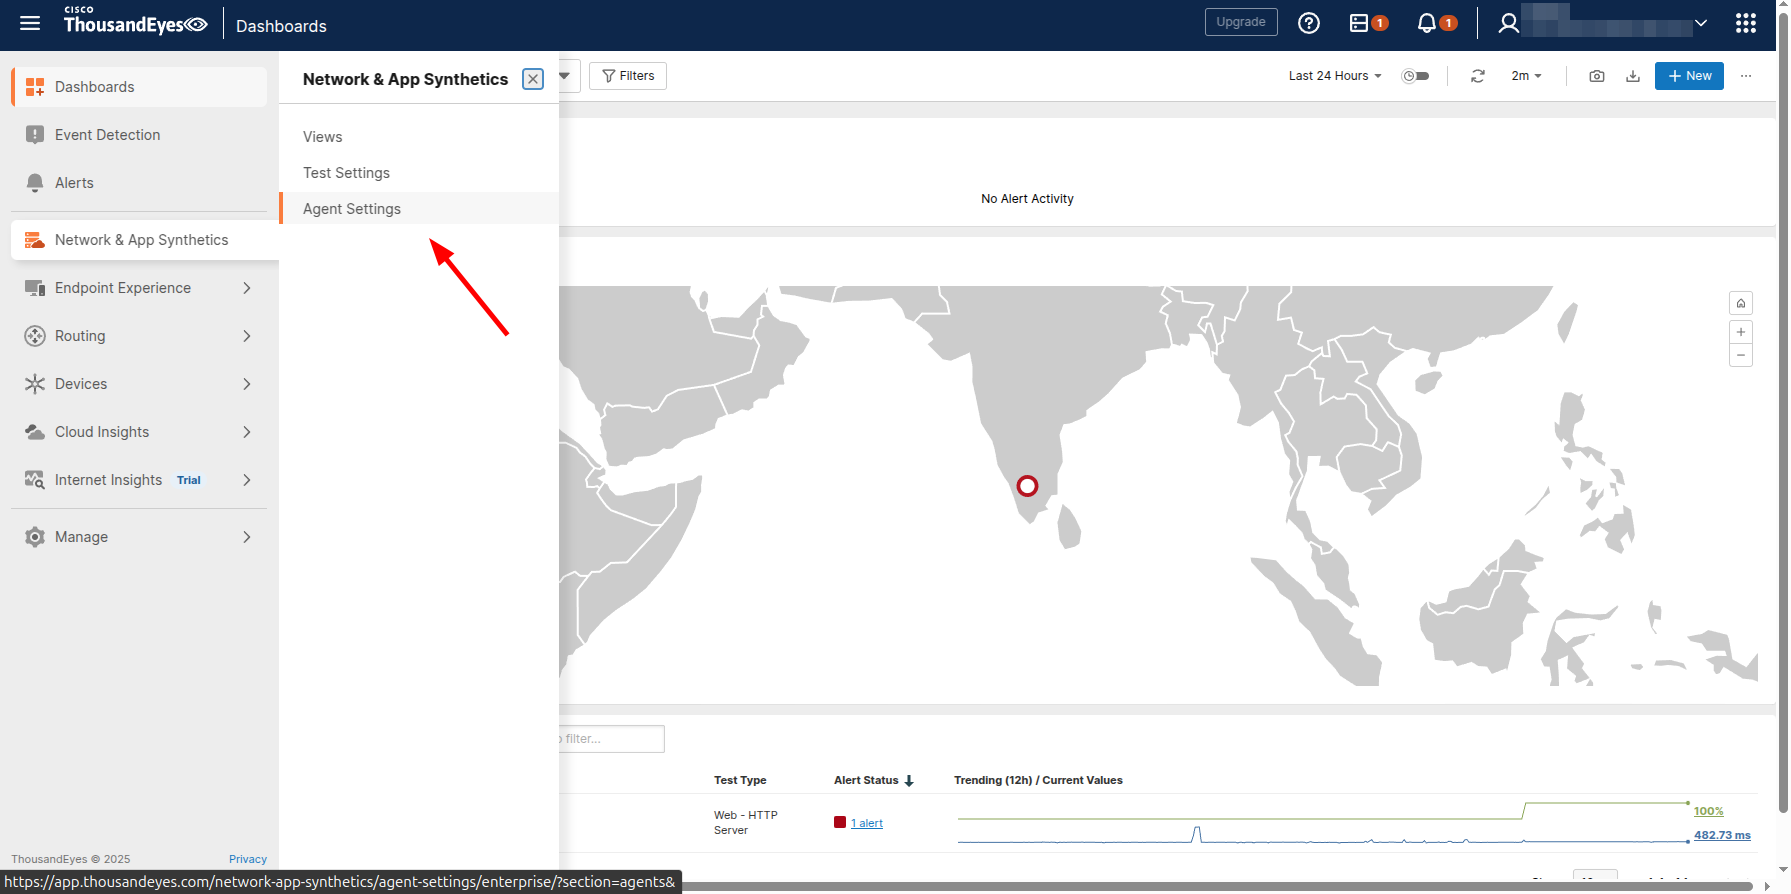 CISCO
ThousandEyes
Dashboards
Upgrade
1
1
Dashboards
Event Detection
Alerts
Network & App Synthetics
Endpoint Experience
Routing
Devices
Cloud Insights
Internet Insights Trial
Manage
ThousandEyes © 2025
Privacy
Network & App Synthetics
Views
Test Settings
Agent Settings
Filters
Last 24 Hours
2m
+ New
No Alert Activity
filter...
Test Type
Alert Status
Trending (12h) / Current Values
Web - HTTP
Server
1 alert
100%
482.73 ms
https://app.thousandeyes.com/network-app-synthetics/agent-settings/enterprise/?section=agents&